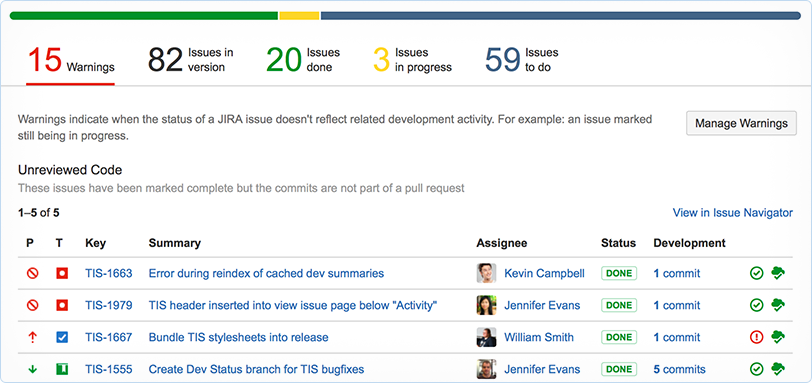 15 Warnings
82 Issues in version
20 Issues done
3 Issues in progress
59 Issues to do
Warnings indicate when the status of a JIRA issue doesn't reflect related development activity. For example: an issue marked
still being in progress.
Manage Warnings
Unreviewed Code
These issues have been marked complete but the commits are not part of a pull request
1–5 of 5
View in Issue Navigator
P T Key Summary Assignee Status Development
TIS-1663 Error during reindex of cached dev summaries Kevin Campbell DONE 1 commit
TIS-1979 TIS header inserted into view issue page below "Activity" Jennifer Evans DONE 1 commit
TIS-1667 Bundle TIS stylesheets into release William Smith DONE 1 commit
TIS-1555 Create Dev Status branch for TIS bugfixes Jennifer Evans DONE 5 commits